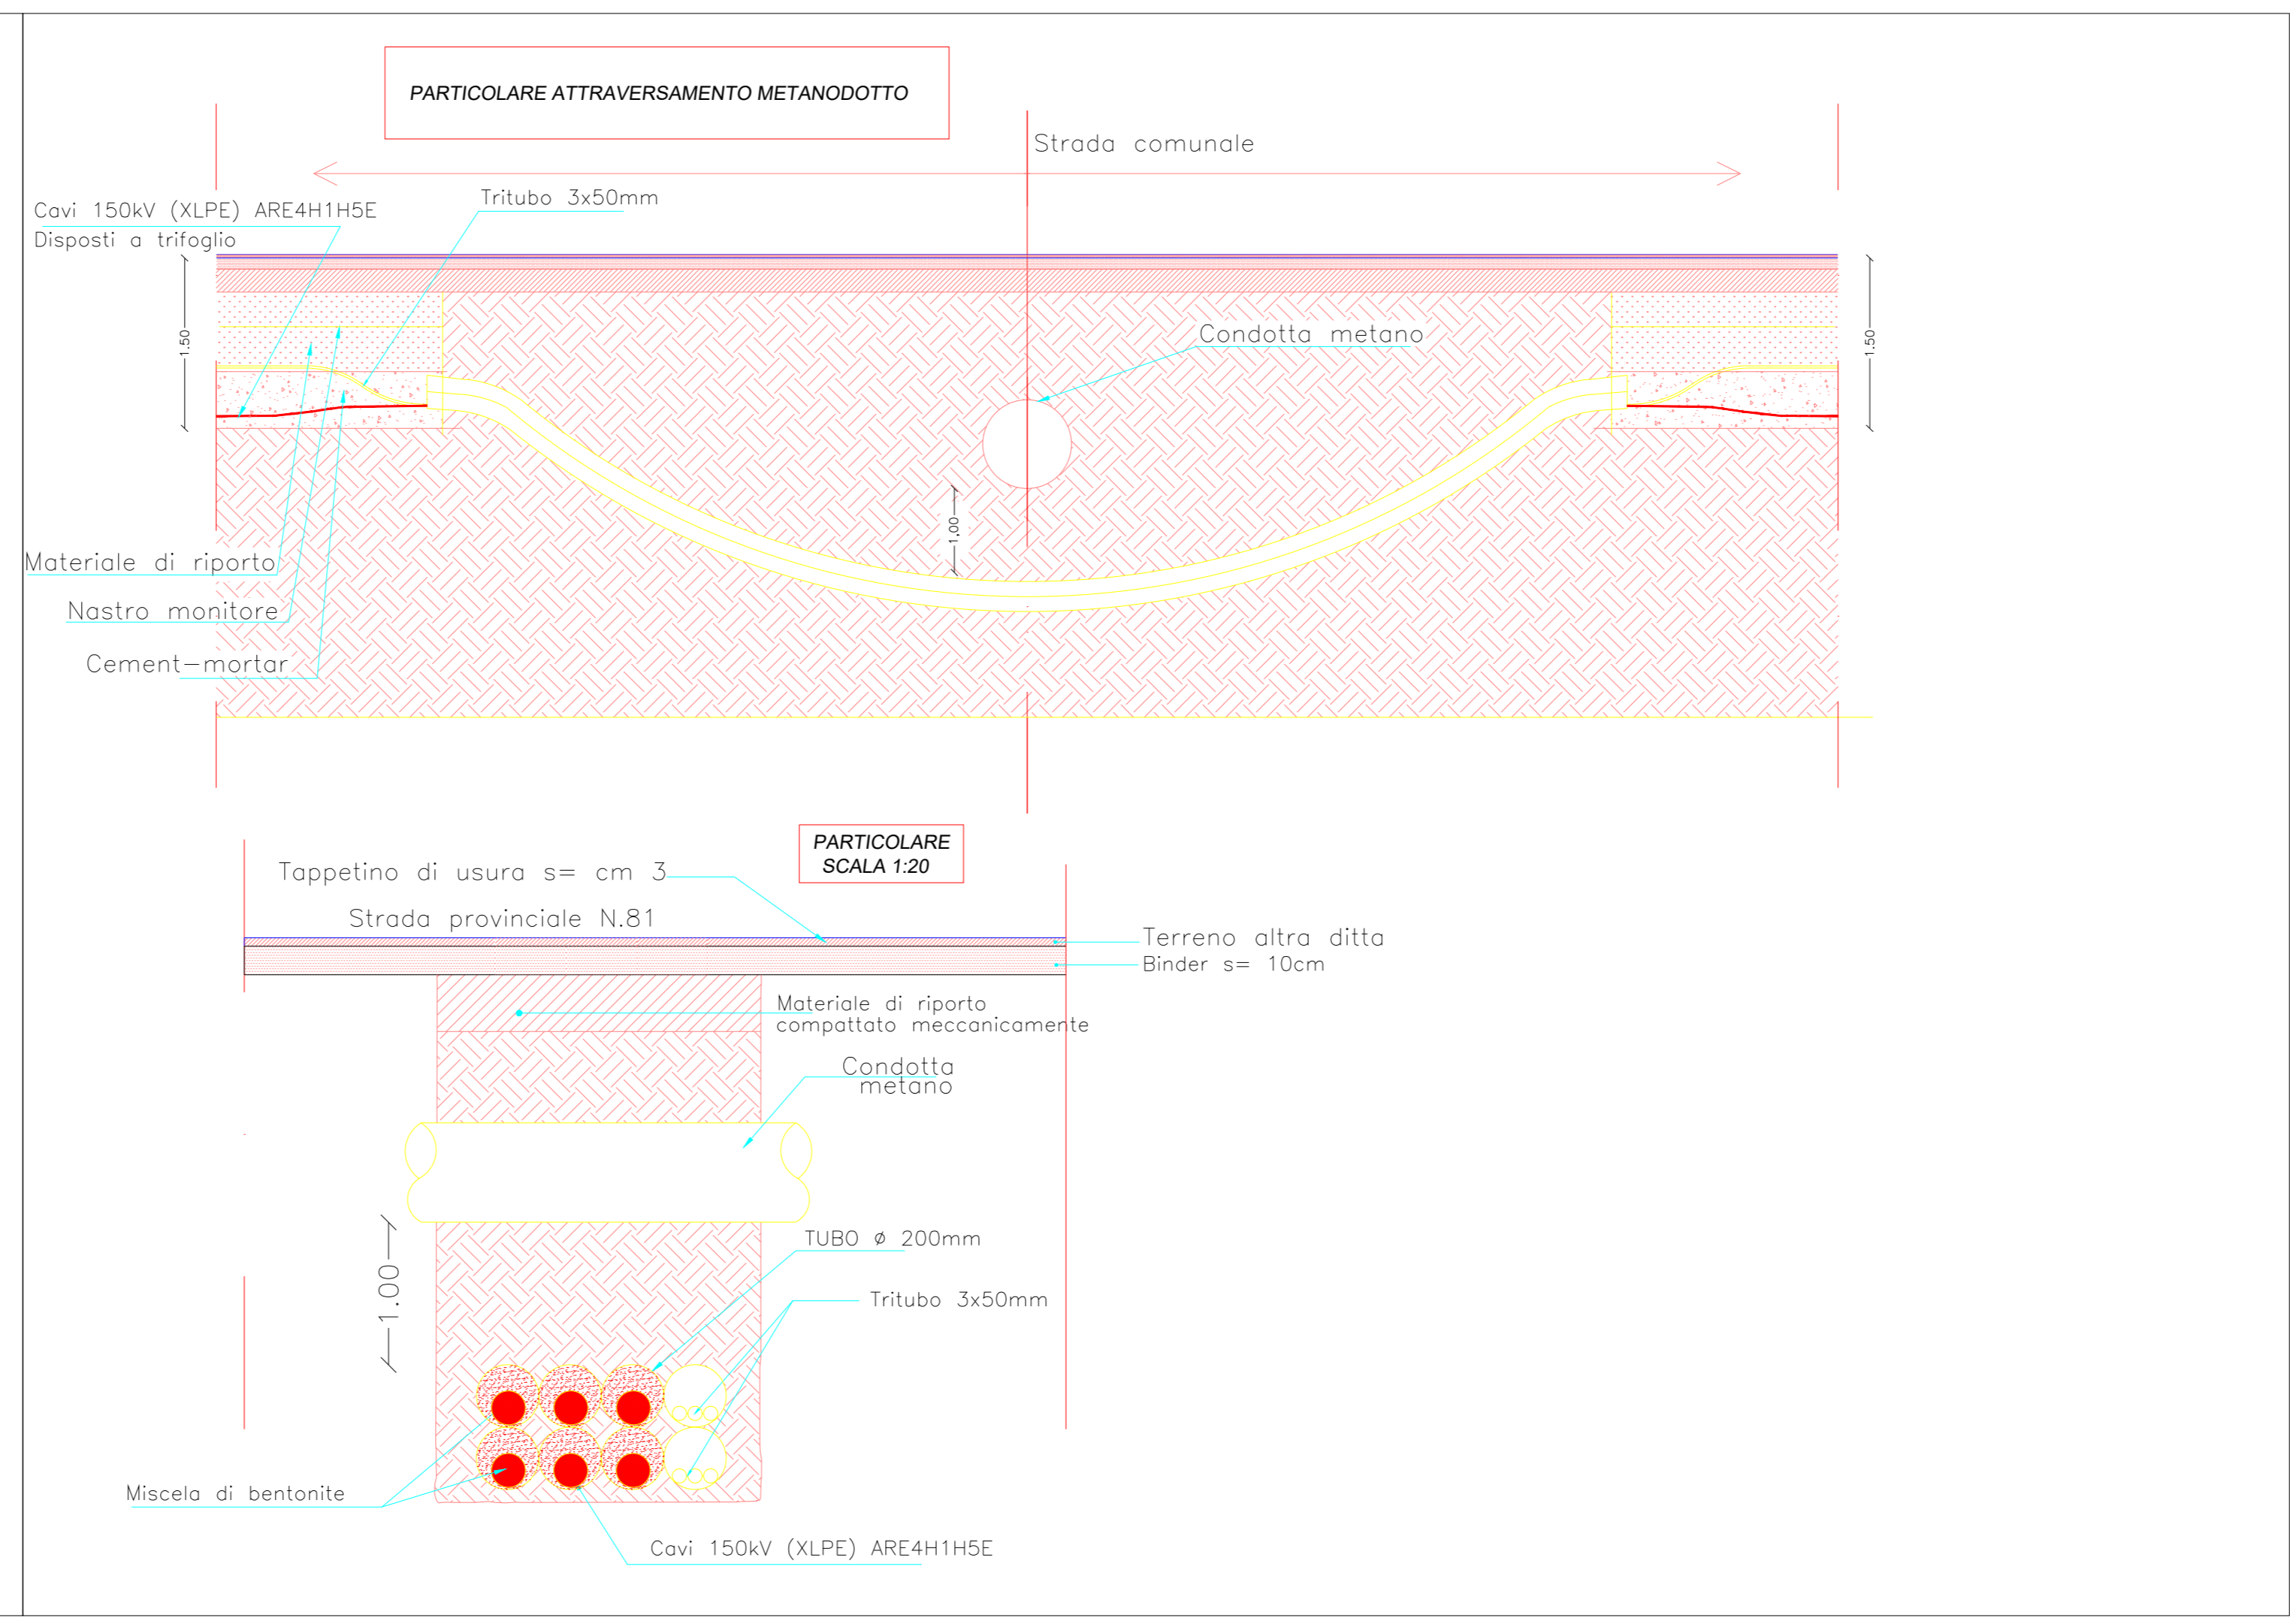 PARTICOLARE ATTRAVERSAMENTO METANODOTTO
Strada comunale
Tritubo 3x50mm
Cavi 150kV (XLPE) ARE4H1H5E
Disposti a trifoglio
1.50
1.50
Condotta metano
1.00
Materiale di riporto
Nastro monitore
Cement-mortar
PARTICOLARE
SCALA 1:20
Tappetino di usura s= cm 3
Strada provinciale N.81
Terreno altra ditta
Binder s= 10cm
Materiale di riporto
compattato meccanicamente
Condotta
metano
TUBO ø 200mm
1.00
Tritubo 3x50mm
Miscela di bentonite
Cavi 150kV (XLPE) ARE4H1H5E